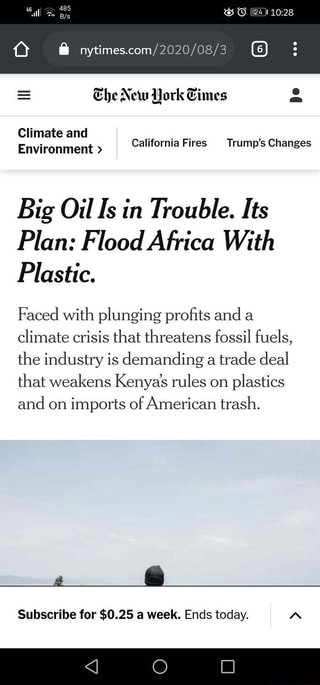 4G 485
B/s 24 10:28
nytimes.com/2020/08/3 6
The New York Times
Climate and
Environment > California Fires Trump's Changes
Big Oil Is in Trouble. Its
Plan: Flood Africa With
Plastic.
Faced with plunging profits and a
climate crisis that threatens fossil fuels,
the industry is demanding a trade deal
that weakens Kenya's rules on plastics
and on imports of American trash.
Subscribe for $0.25 a week. Ends today.